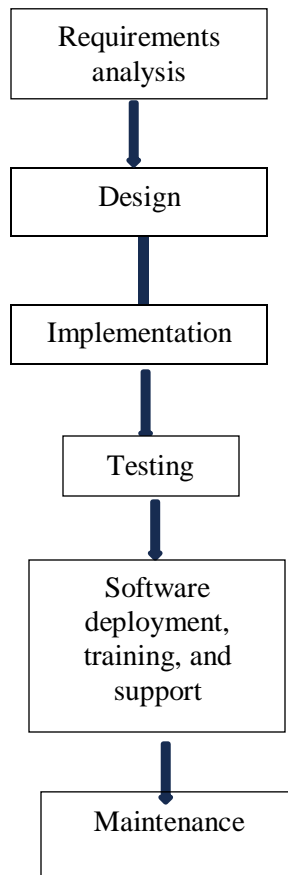 Requirements
analysis
Design
Implementation
Testing
Software
deployment,
training, and
support
Maintenance